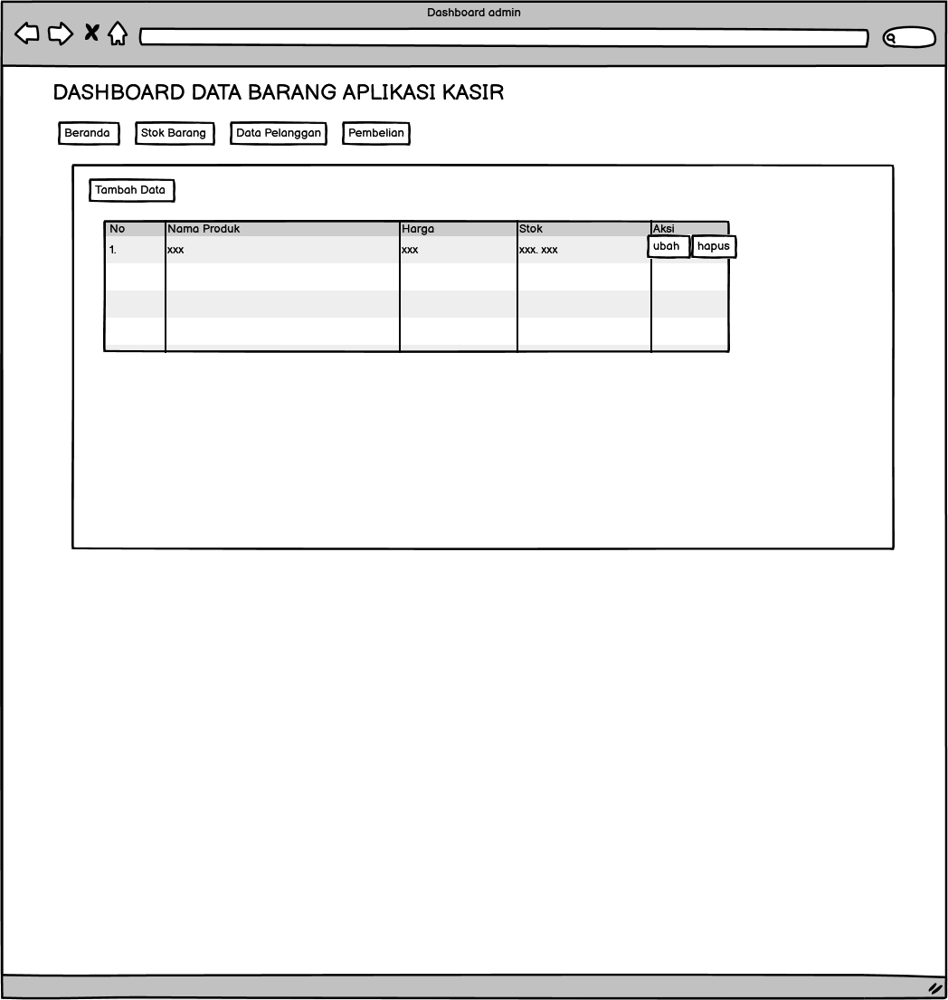 Dashboard admin
DASHBOARD DATA BARANG APLIKASI KASIR
Beranda Stok Barang Data Pelanggan Pembelian
Tambah Data
No Nama Produk Harga Stok Aksi
1. xxx xxx xxx. xxx ubah hapus